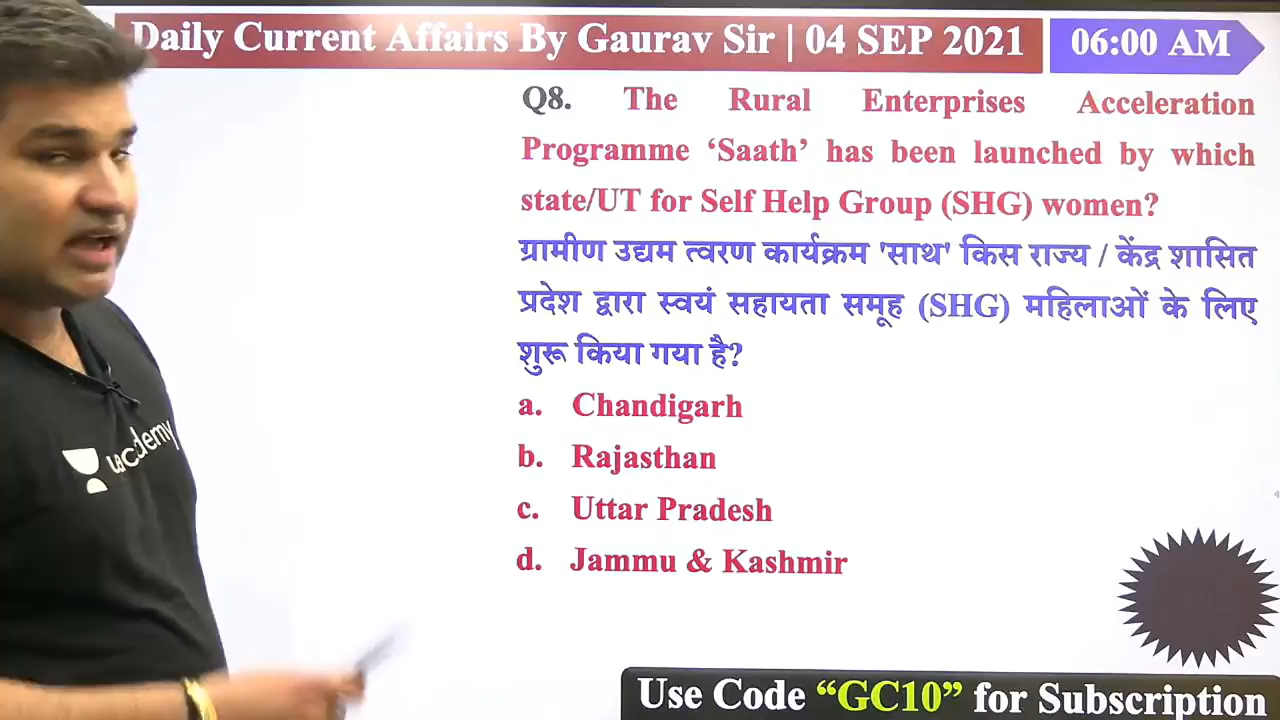 Daily Current Affairs By Gaurav Sir | 04 SEP 2021 06:00 AM
Q8. The Rural Enterprises Acceleration
Programme ‘Saath’ has been launched by which
state/UT for Self Help Group (SHG) women?
ग्रामीण उद्यम त्वरण कार्यक्रम 'साथ' किस राज्य / केंद्र शासित
प्रदेश द्वारा स्वयं सहायता समूह (SHG) महिलाओं के लिए
शुरू किया गया है?
a. Chandigarh
b. Rajasthan
c. Uttar Pradesh
d. Jammu & Kashmir
unacademy
Use Code “GC10” for Subscription